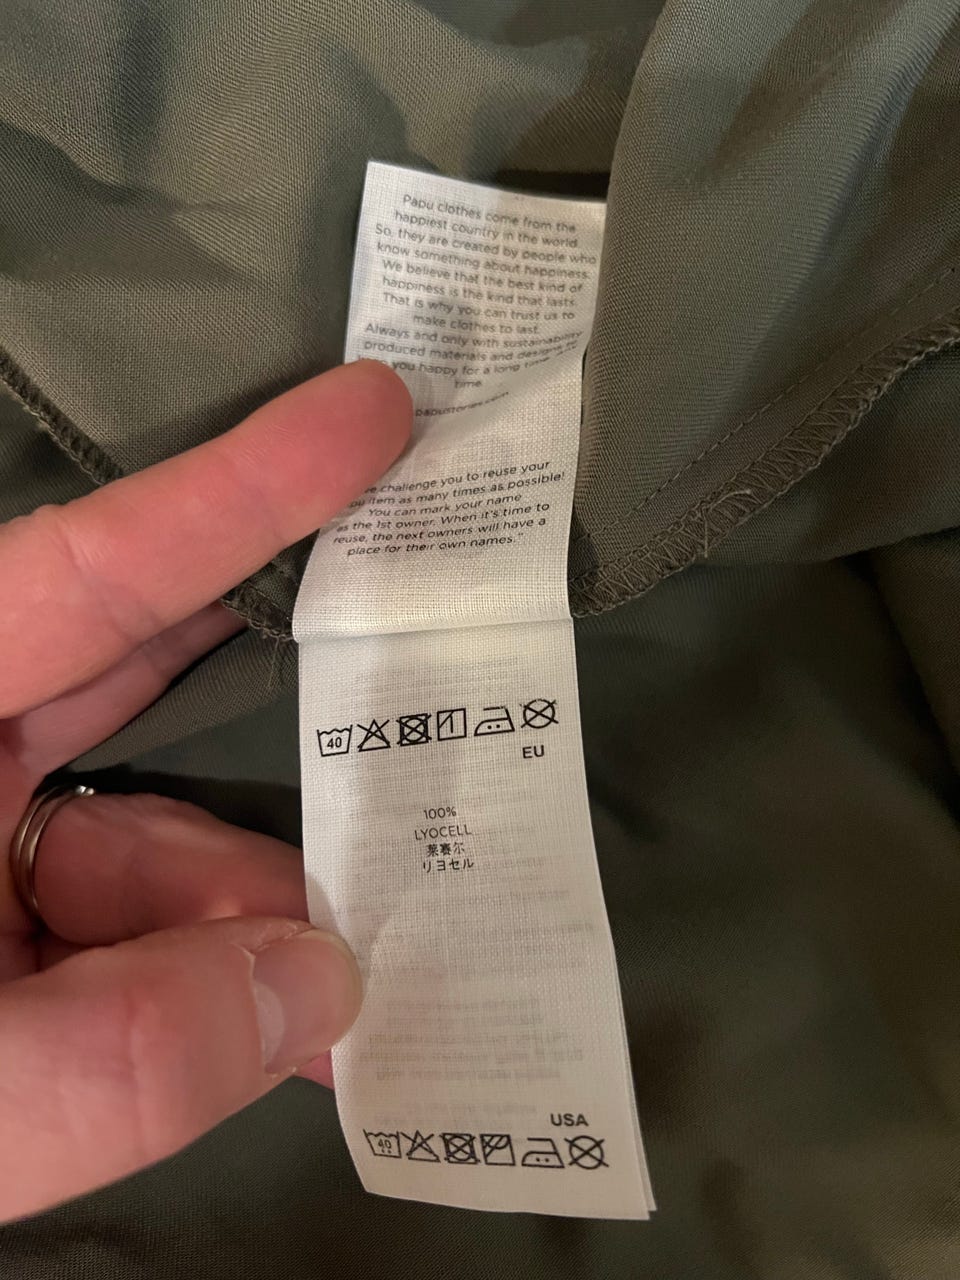 Papu clothes come from the
happiest country in the world.
So, they are created by people who
know something about happiness.
We believe that the best kind of
happiness is the kind that lasts.
That is why you can trust us to
make clothes to last.
Always and only with sustainability
produced materials and designs to
you happy for a long time
time.
papustories.com
challenge you to reuse your
item as many times as possible!
You can mark your name
as the 1st owner. When it's time to
reuse, the next owners will have a
place for their own names."
40
EU
100%
LYOCELL
莱赛尔
リヨセル
USA
40